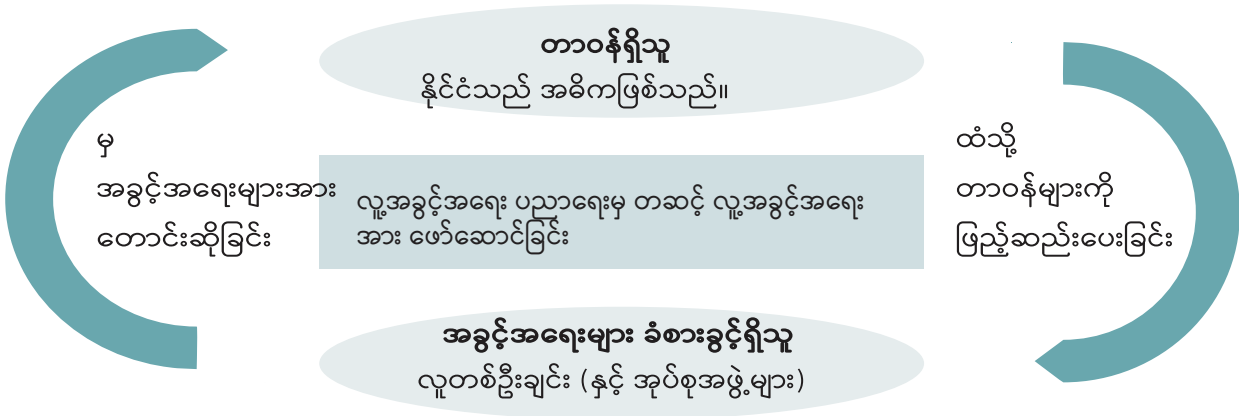 တာဝန်ရှိသူ
နိုင်ငံသည် အဓိကဖြစ်သည်။
မှ
အခွင့်အရေးများအား
တောင်းဆိုခြင်း
လူ့အခွင့်အရေး ပညာရေးမှ တဆင့် လူ့အခွင့်အရေး
အား ဖော်ဆောင်ခြင်း
ထံသို့
တာဝန်များကို
ဖြည့်ဆည်းပေးခြင်း
အခွင့်အရေးများ ခံစားခွင့်ရှိသူ
လူတစ်ဦးချင်း (နှင့် အုပ်စုအဖွဲ့များ)